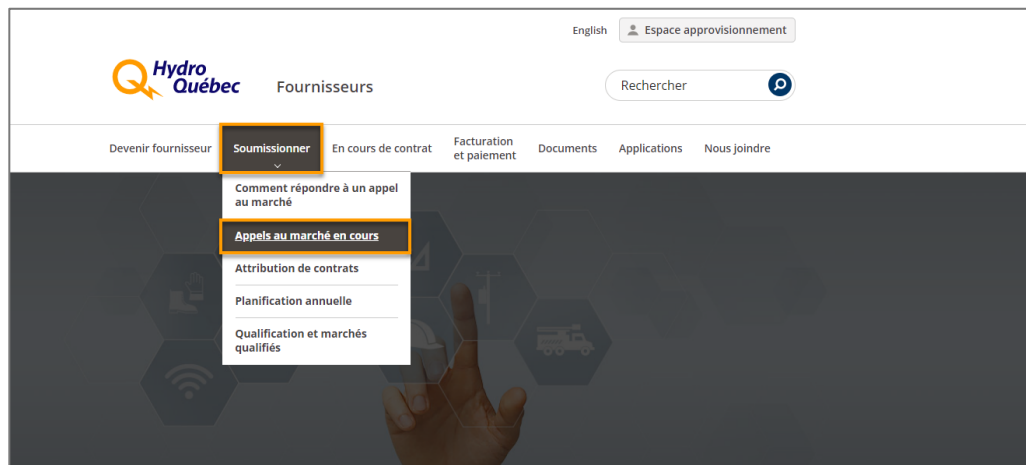 English
Espace approvisionnement
Hydro
Québec
Fournisseurs
Rechercher
Devenir fournisseur
Soumissionner
En cours de contrat
Facturation
et paiement
Documents
Applications
Nous joindre
Comment répondre à un appel
au marché
Appels au marché en cours
Attribution de contrats
Planification annuelle
Qualification et marchés
qualifiés